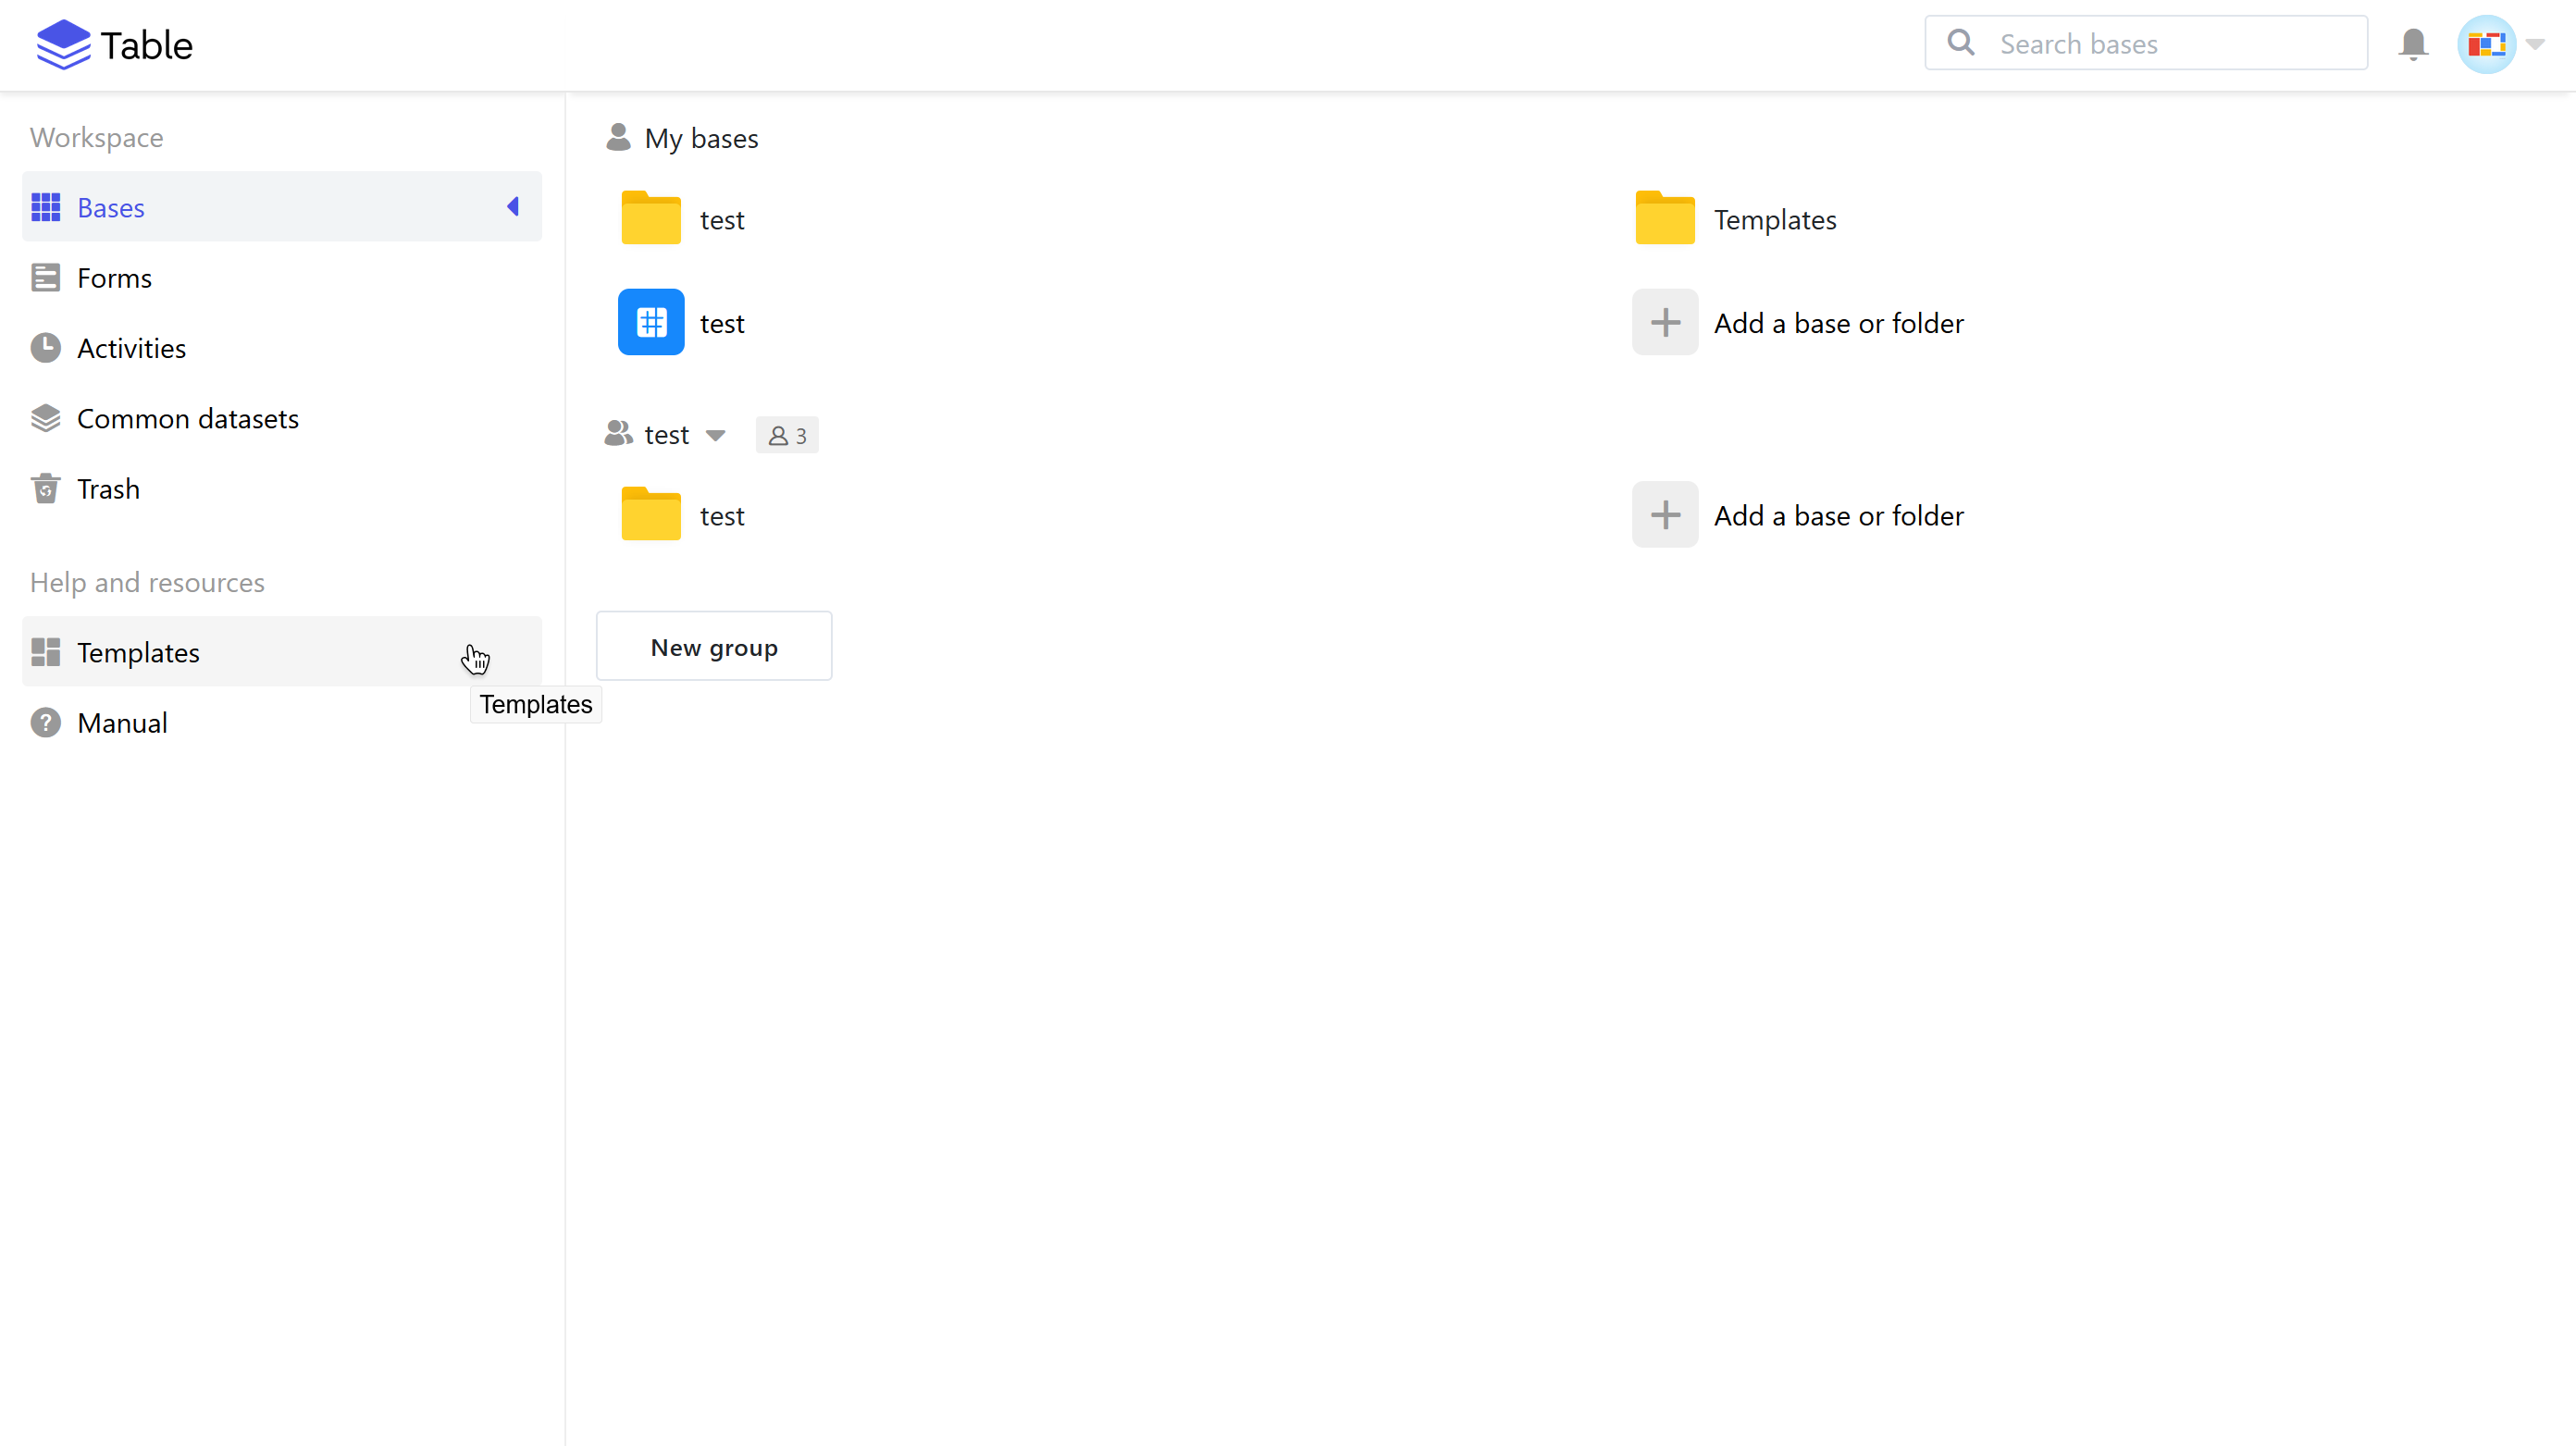 Table
Search bases
Workspace
Bases
Forms
Activities
Common datasets
Trash
Help and resources
Templates
Templates
Manual
My bases
test
Templates
test
Add a base or folder
test
3
test
Add a base or folder
New group